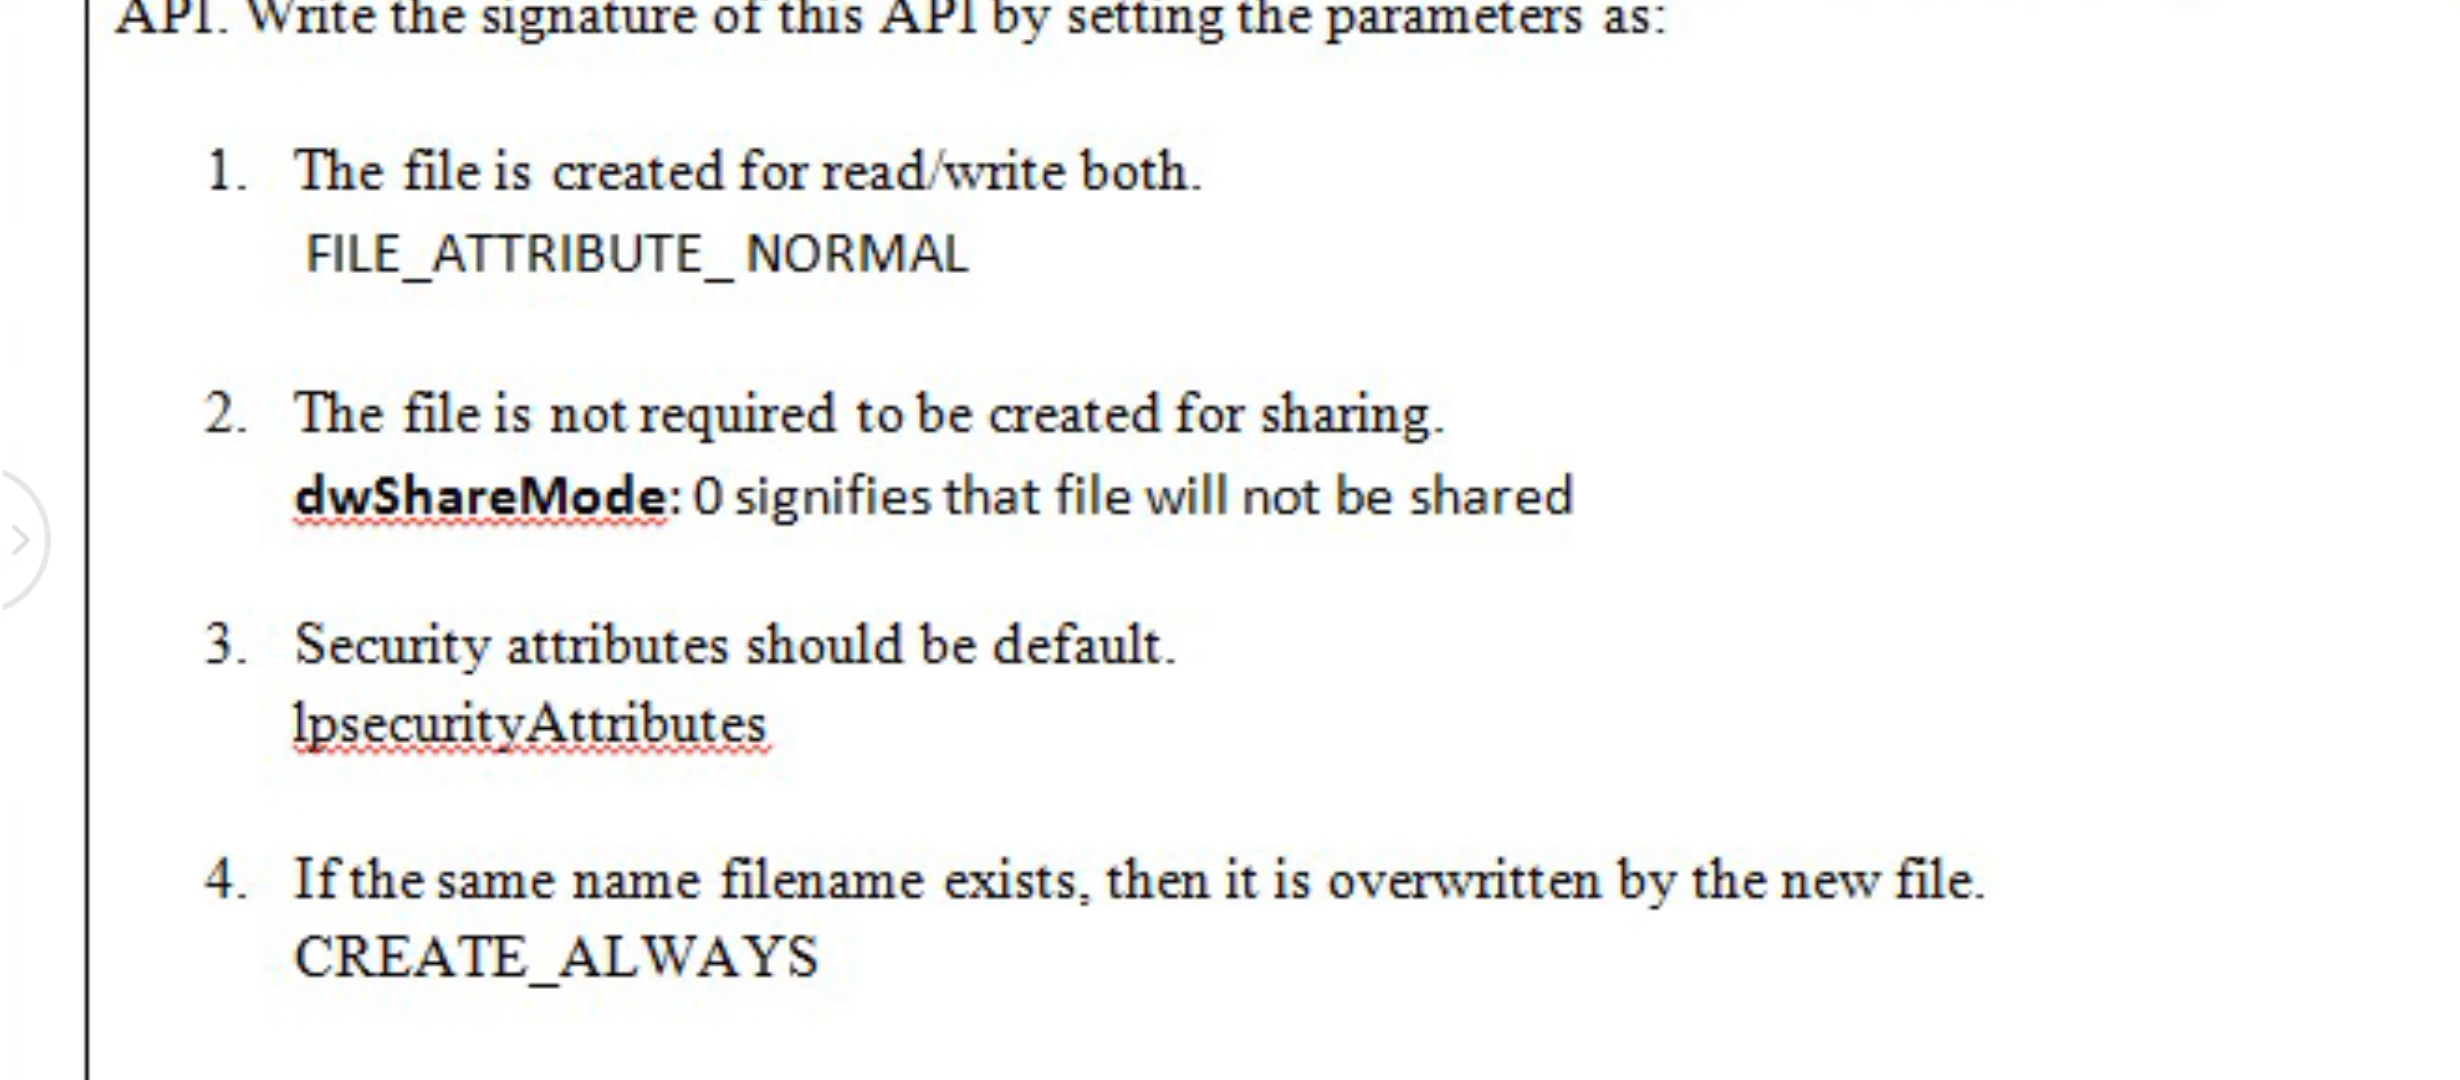 API. Write the signature of this API by setting the parameters as:
1. The file is created for read/write both.
FILE_ATTRIBUTE_ NORMAL
2. The file is not required to be created for sharing.
dwShareMode: 0 signifies that file will not be shared
3. Security attributes should be default.
lpsecurityAttributes
4. If the same name filename exists, then it is overwritten by the new file.
CREATE_ALWAYS